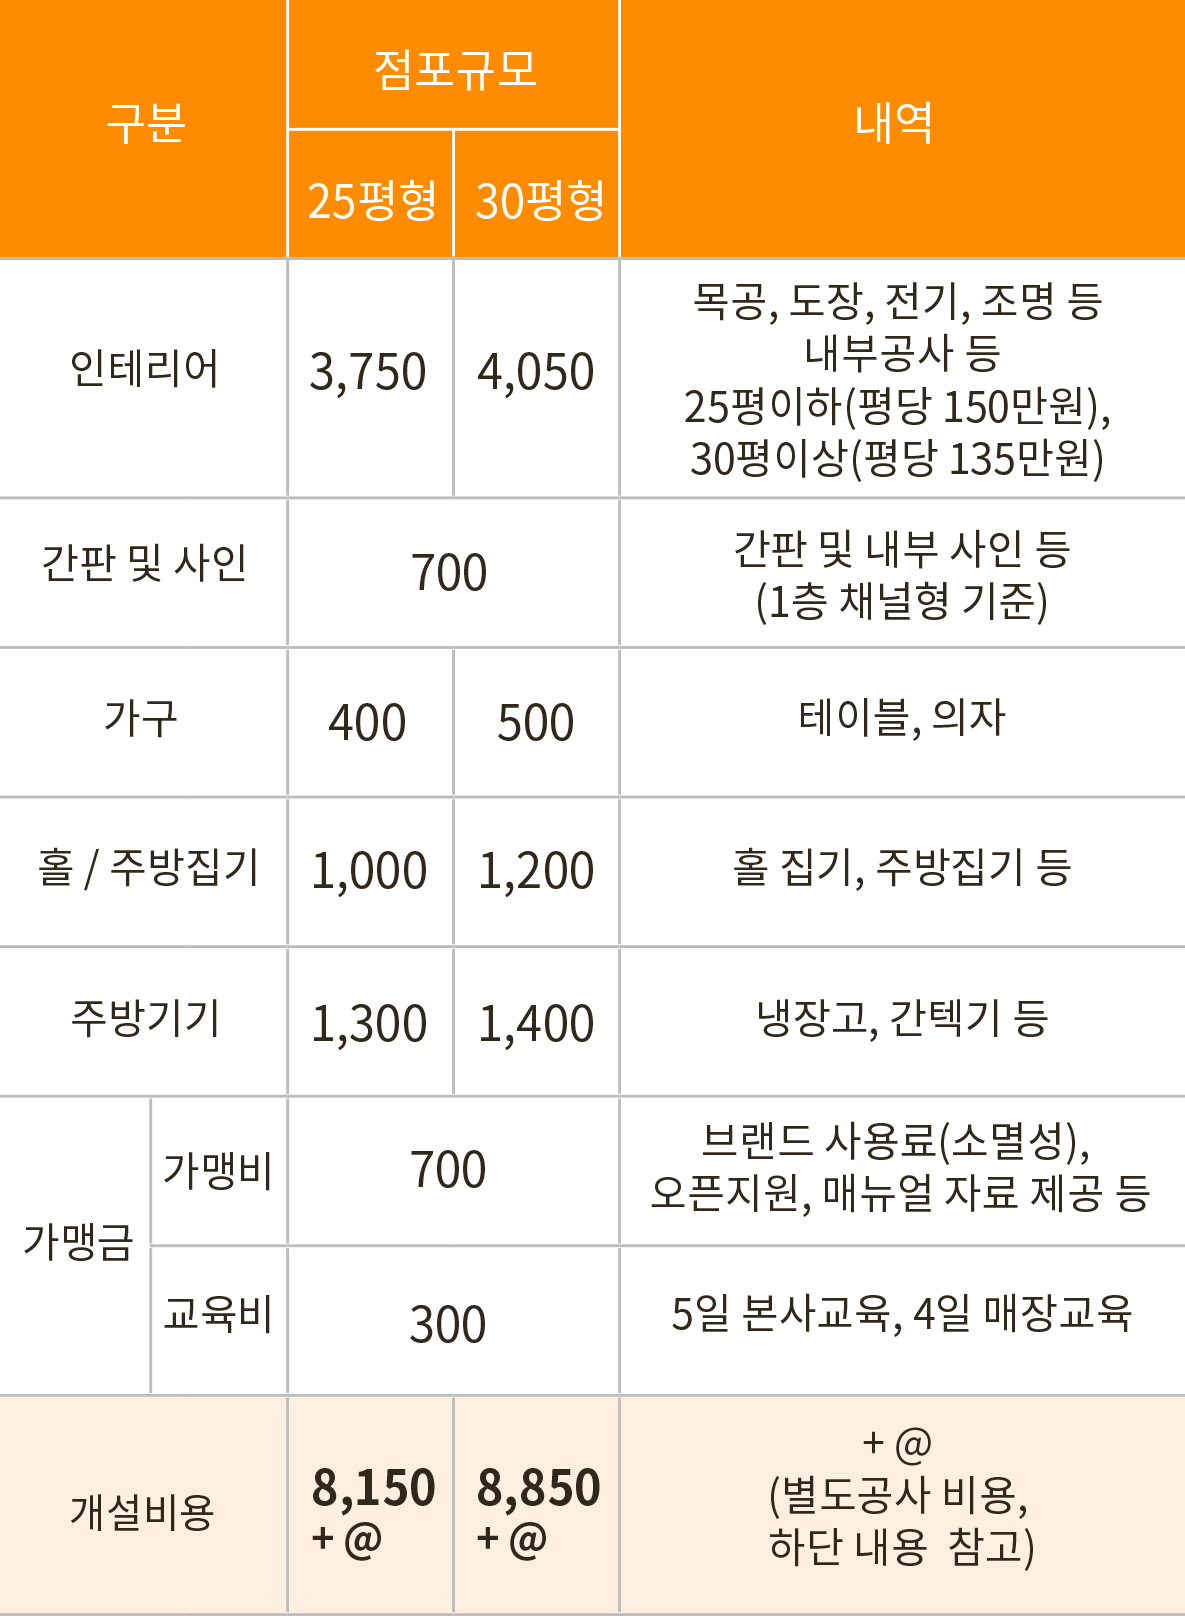 구분
점포규모
내역
25평형
30평형
인테리어
3,750
4,050
목공, 도장, 전기, 조명 등
내부공사 등
25평이하(평당 150만원),
30평이상(평당 135만원)
간판 및 사인
700
간판 및 내부 사인 등
(1층 채널형 기준)
가구
400
500
테이블, 의자
홀 / 주방집기
1,000
1,200
홀 집기, 주방집기 등
주방기기
1,300
1,400
냉장고, 간텍기 등
가맹금
가맹비
700
브랜드 사용료(소멸성),
오픈지원, 매뉴얼 자료 제공 등
교육비
300
5일 본사교육, 4일 매장교육
개설비용
8,150
+ @
8,850
+ @
+ @
(별도공사 비용,
하단 내용 참고)